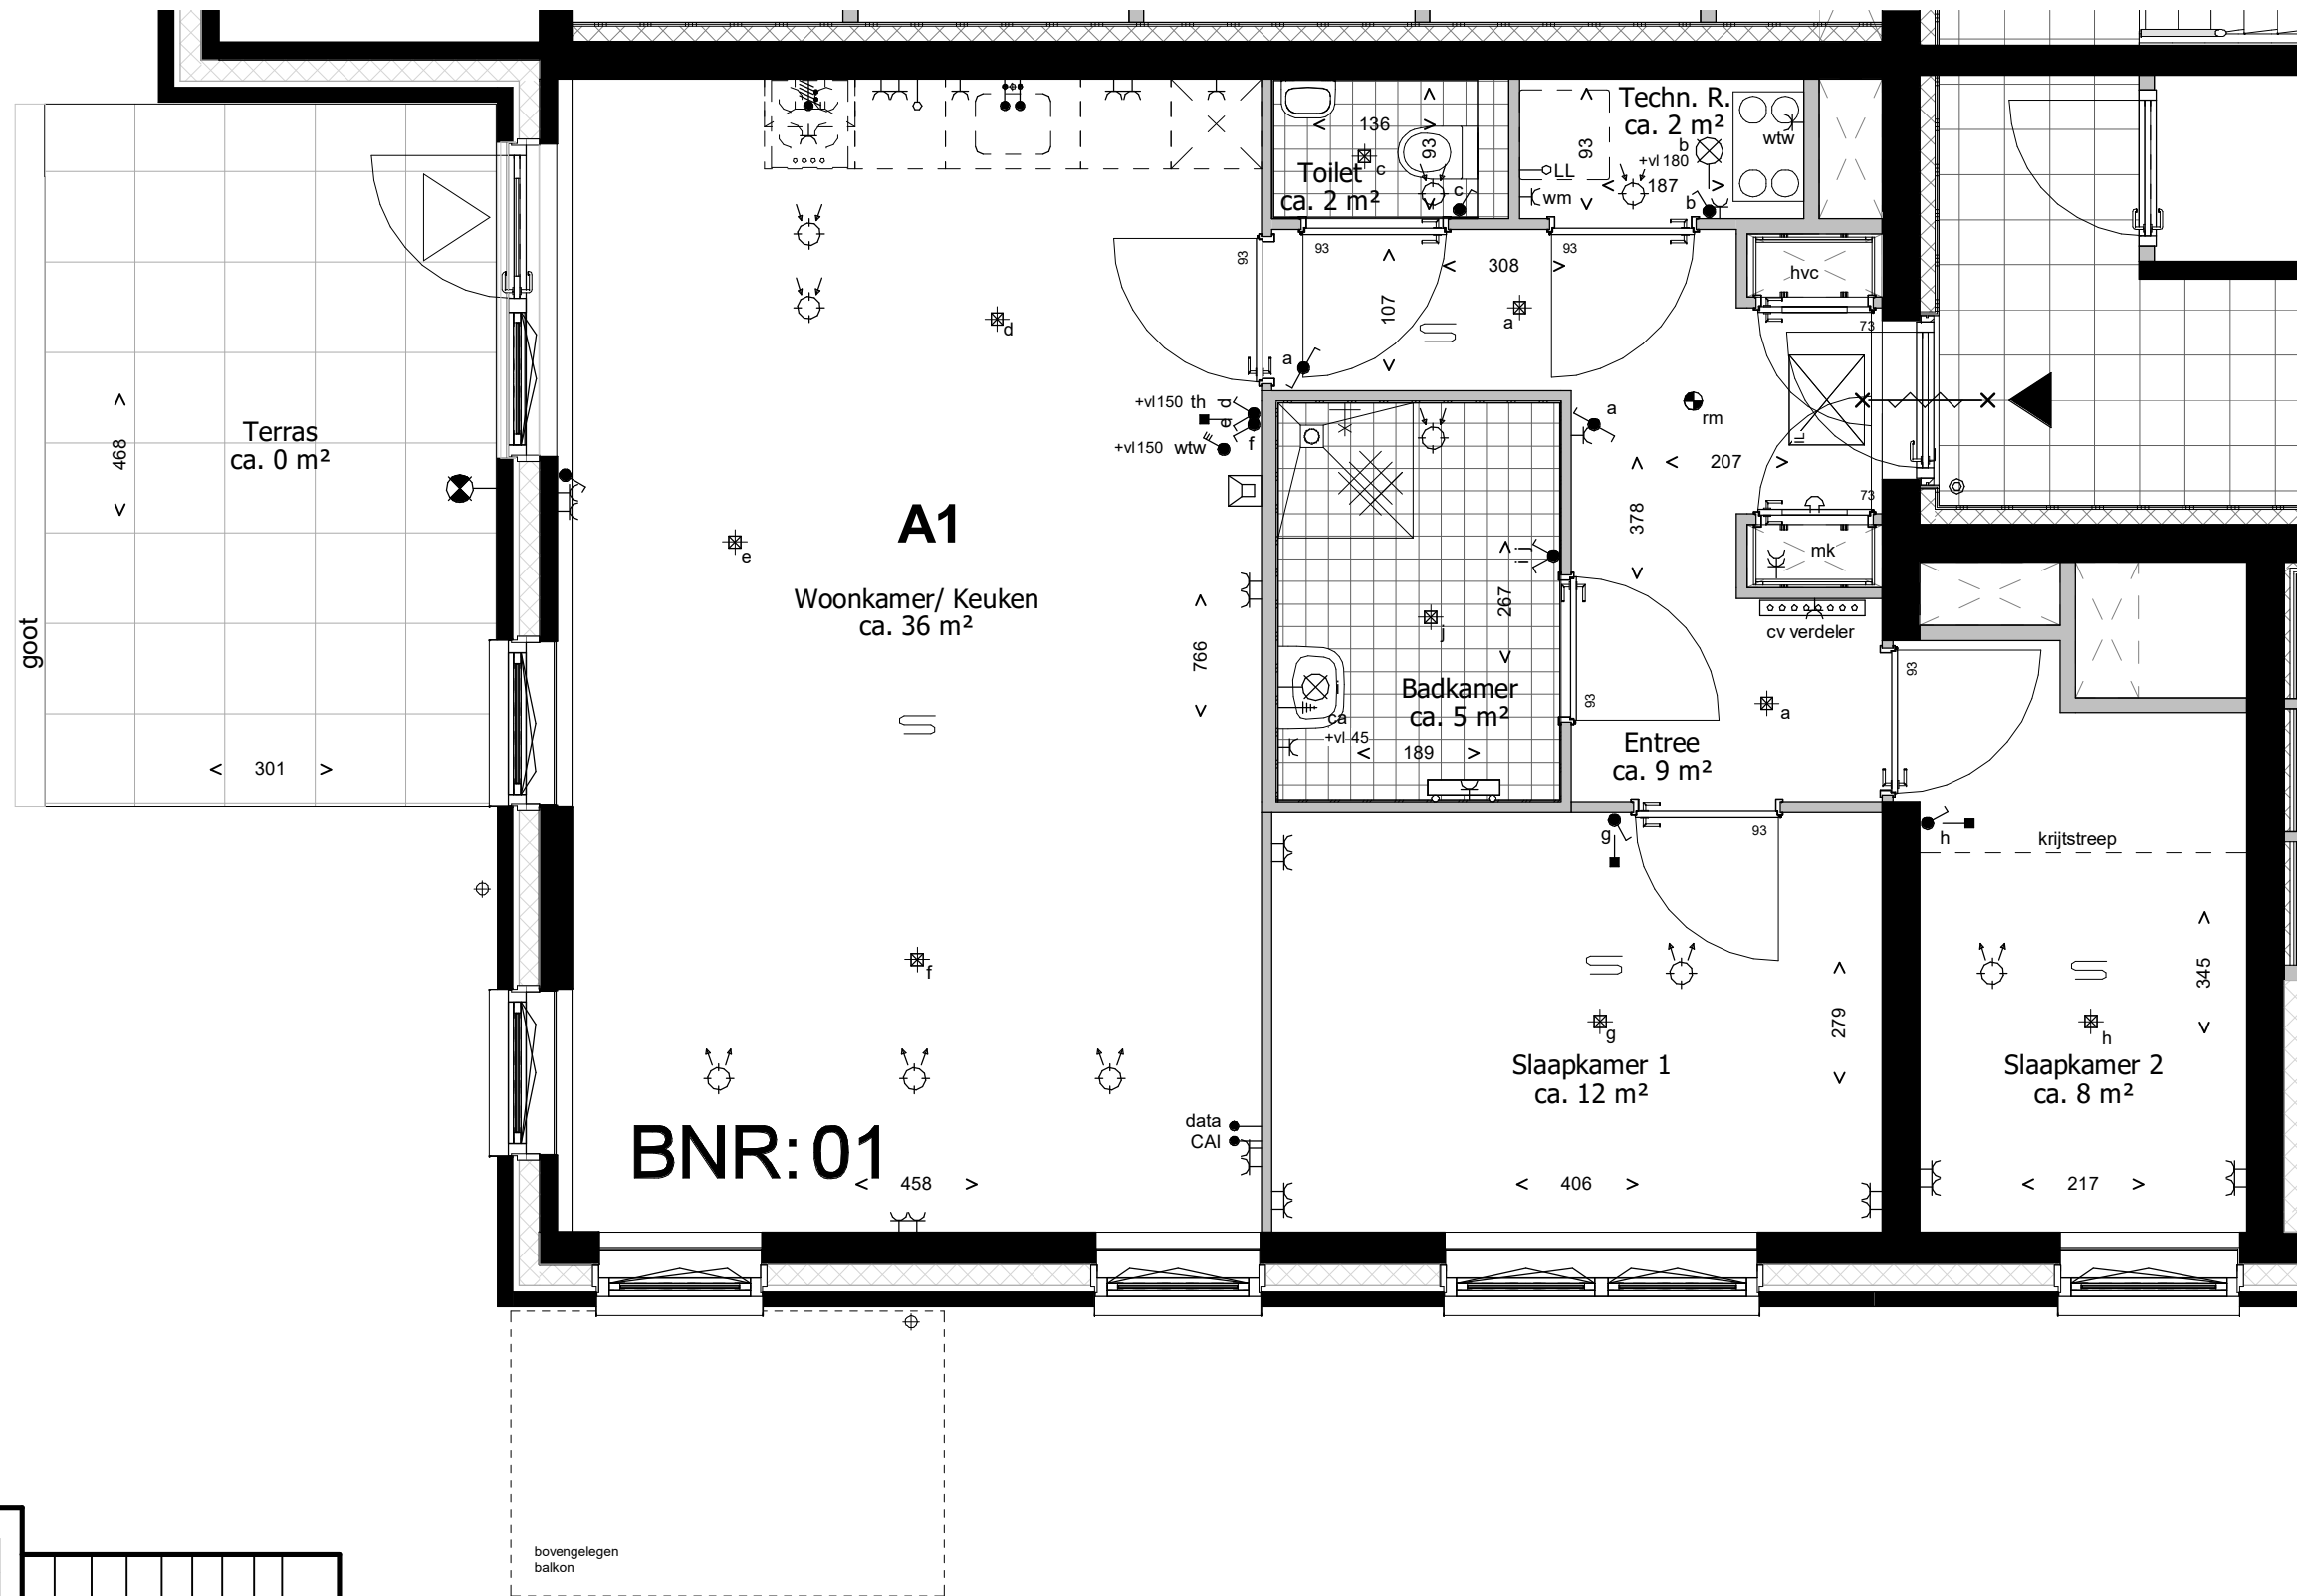 Techn. R.
ca. 2 m²
wtw
b
+vl 180
136
93
93
Toilet
c
ca. 2 m²
c
LL
wm
187
b
93
93
93
308
hvc
107
a
d
73
a
+vl150 th
d
e
f
+vl150 wtw
a
rm
Terras
ca. 0 m²
468
207
73
378
A1
e
j
i
mk
Woonkamer/ Keuken
ca. 36 m²
267
766
goot
cv verdeler
j
93
Badkamer
ca. 5 m²
i
ca
+vl 45
189
93
a
Entree
ca. 9 m²
301
g
93
h
krijtstreep
f
345
g
279
h
Slaapkamer 1
ca. 12 m²
Slaapkamer 2
ca. 8 m²
data
CAI
BNR: 01
458
406
217
bovengelegen
balkon